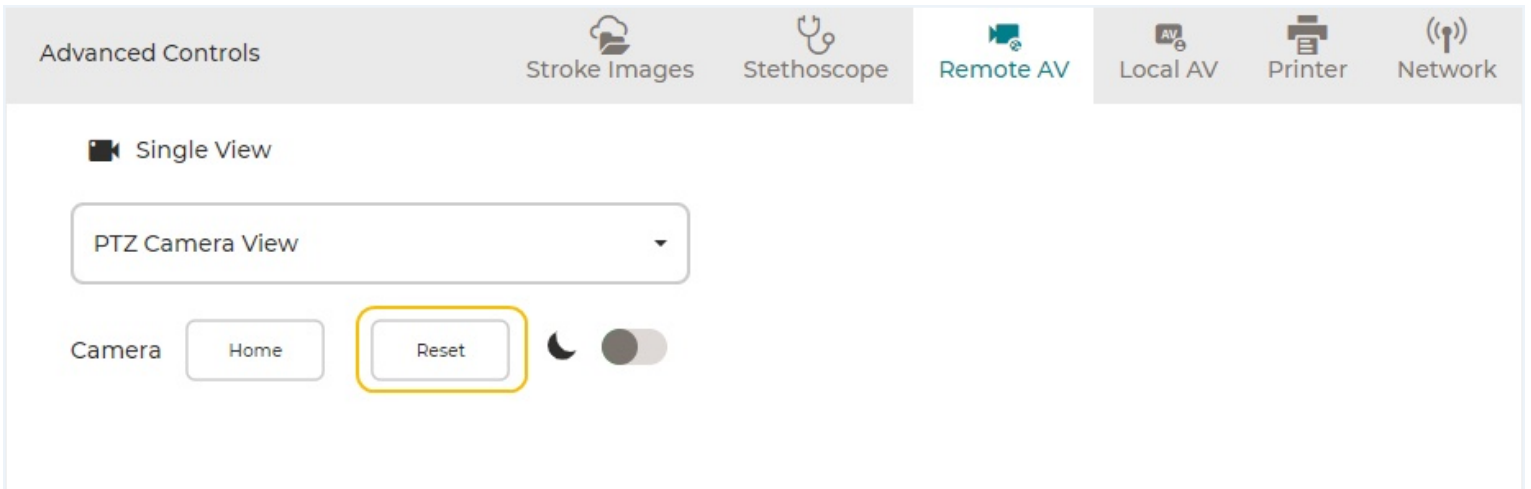 Advanced Controls
Stroke Images
Stethoscope
Remote AV
AV
Local AV
Printer
Network
Single View
PTZ Camera View
Camera Home Reset